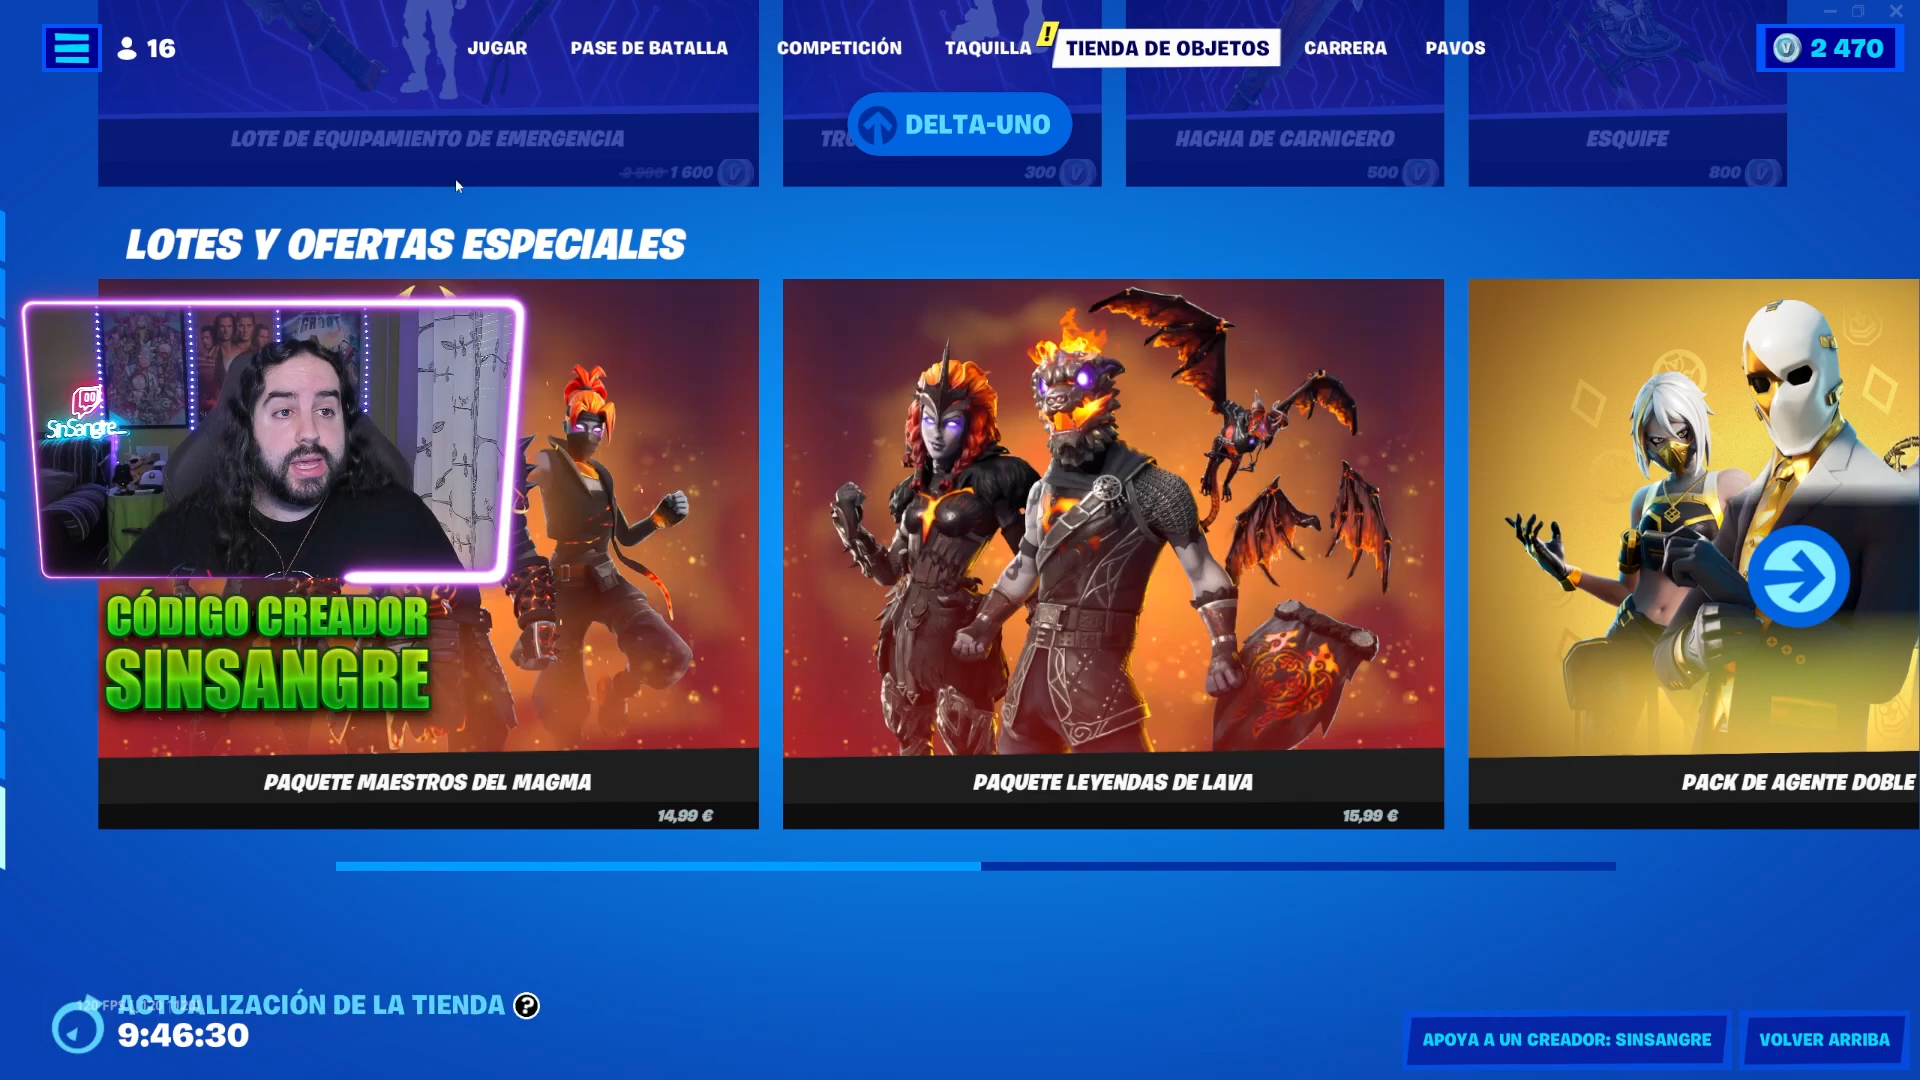 16
JUGAR
PASE DE BATALLA
COMPETICIÓN
TAQUILLA
!
TIENDA DE OBJETOS
CARRERA
PAVOS
2 470
DELTA-UNO
LOTE DE EQUIPAMIENTO DE EMERGENCIA
1 600
300
HACHA DE CARNICERO
500
ESQUIFE
800
LOTES Y OFERTAS ESPECIALES
GROOT
SinSangre
CÓDIGO CREADOR
SINSANGRE
PAQUETE MAESTROS DEL MAGMA
14,99 €
PAQUETE LEYENDAS DE LAVA
15,99 €
PACK DE AGENTE DOBLE
ACTUALIZACIÓN DE LA TIENDA ?
9:46:30
APOYA A UN CREADOR: SINSANGRE
VOLVER ARRIBA